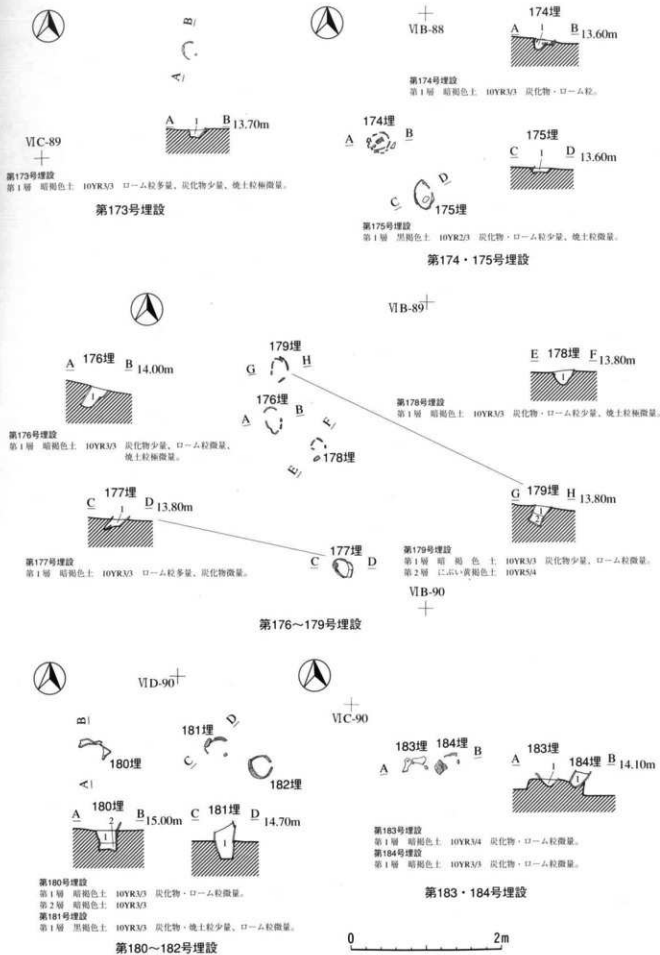 B
A
A 1 B 13.70m
VIC-89
第173号埋設
第1層 暗褐色土 10YR3/3 ローム粒多量、炭化物少量、焼土粒極微量。
第173号埋設
VIB-88
174埋
A 1 B 13.60m
第174号埋設
第1層 暗褐色土 10YR3/3 炭化物・ローム粒。
174埋
A B
175埋
C 1 D 13.60m
D
C 175埋
第175号埋設
第1層 黒褐色土 10YR2/3 炭化物・ローム粒少量、焼土粒微量。
第174・175号埋設
VIB-89
176埋
A B 14.00m
1
第176号埋設
第1層 暗褐色土 10YR3/3 炭化物少量、ローム粒微量、
焼土粒極微量。
179埋
G H
176埋
A B
F
E 178埋
E 178埋 F 13.80m
1
第178号埋設
第1層 暗褐色土 10YR3/3 炭化物・ローム粒少量、焼土粒極微量。
177埋
C 1 D 13.80m
第177号埋設
第1層 暗褐色土 10YR3/3 ローム粒多量、炭化物微量。
177埋
C D
G 179埋 H 13.80m
1
2
第179号埋設
第1層 暗褐色土 10YR3/3 炭化物少量、ローム粒微量。
第2層 にぶい黄褐色土 10YR5/4
VIB-90
第176～179号埋設
VID-90
B
A
180埋
181埋
D
C
182埋
A 180埋 B 15.00m
2
1
C 181埋 D 14.70m
1
第180号埋設
第1層 暗褐色土 10YR3/3 炭化物・ローム粒微量。
第2層 暗褐色土 10YR3/3
第181号埋設
第1層 黒褐色土 10YR3/3 炭化物・焼土粒少量、ローム粒微量。
第180～182号埋設
VIC-90
183埋 184埋
A B
A 183埋 B 14.10m
1 184埋
1
第183号埋設
第1層 暗褐色土 10YR3/4 炭化物・ローム粒微量。
第184号埋設
第1層 暗褐色土 10YR3/3 炭化物・ローム粒微量。
第183・184号埋設
0 2m